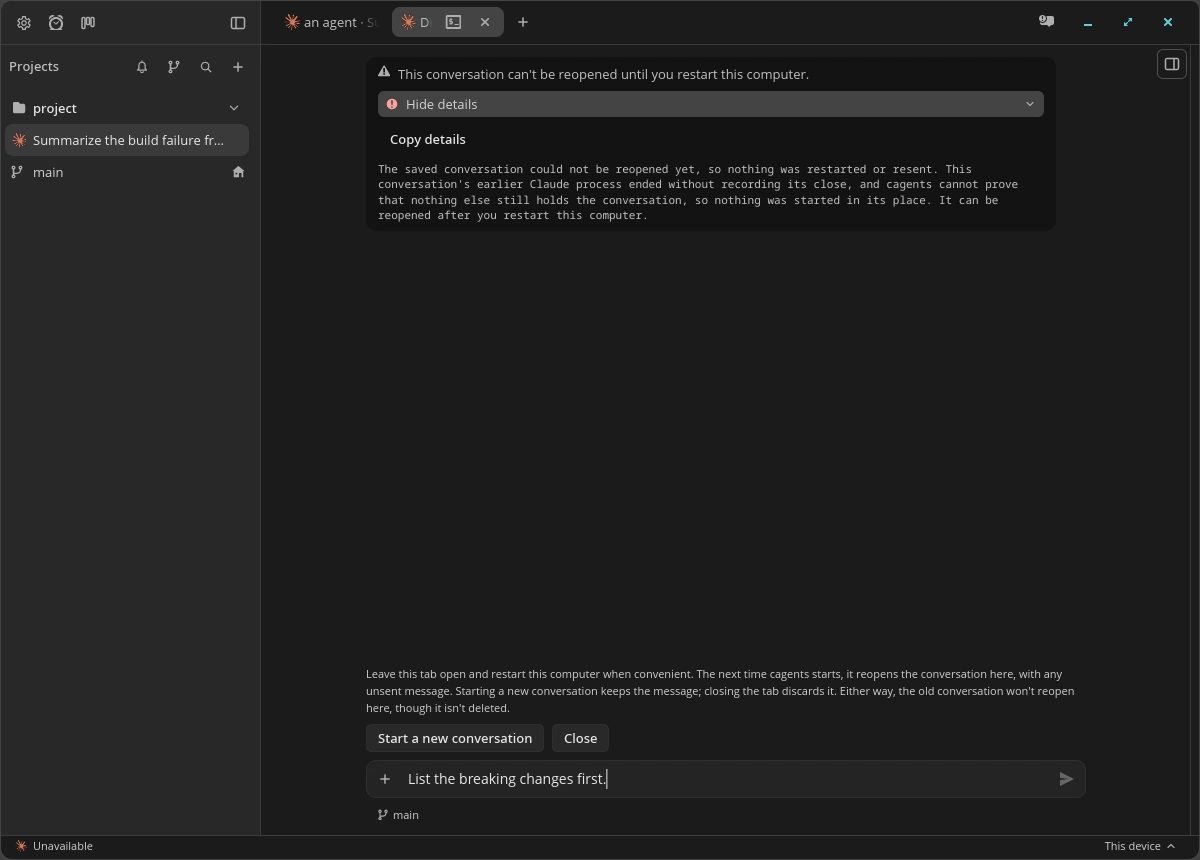 an agent · Su
D
Projects
project
Summarize the build failure fr...
main
This conversation can't be reopened until you restart this computer.
Hide details
Copy details
The saved conversation could not be reopened yet, so nothing was restarted or resent. This
conversation's earlier Claude process ended without recording its close, and cagents cannot prove
that nothing else still holds the conversation, so nothing was started in its place. It can be
reopened after you restart this computer.
Leave this tab open and restart this computer when convenient. The next time cagents starts, it reopens the conversation here, with any
unsent message. Starting a new conversation keeps the message; closing the tab discards it. Either way, the old conversation won't reopen
here, though it isn't deleted.
Start a new conversation
Close
List the breaking changes first.
main
Unavailable
This device